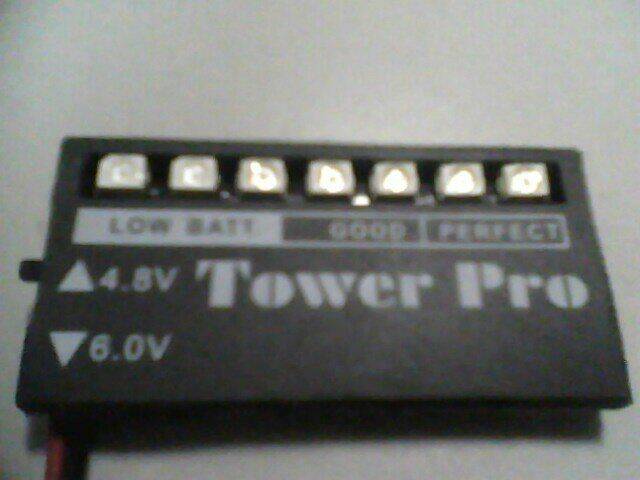 LOW BATT GOOD PERFECT
▲4.8V Tower Pro
▼6.0V